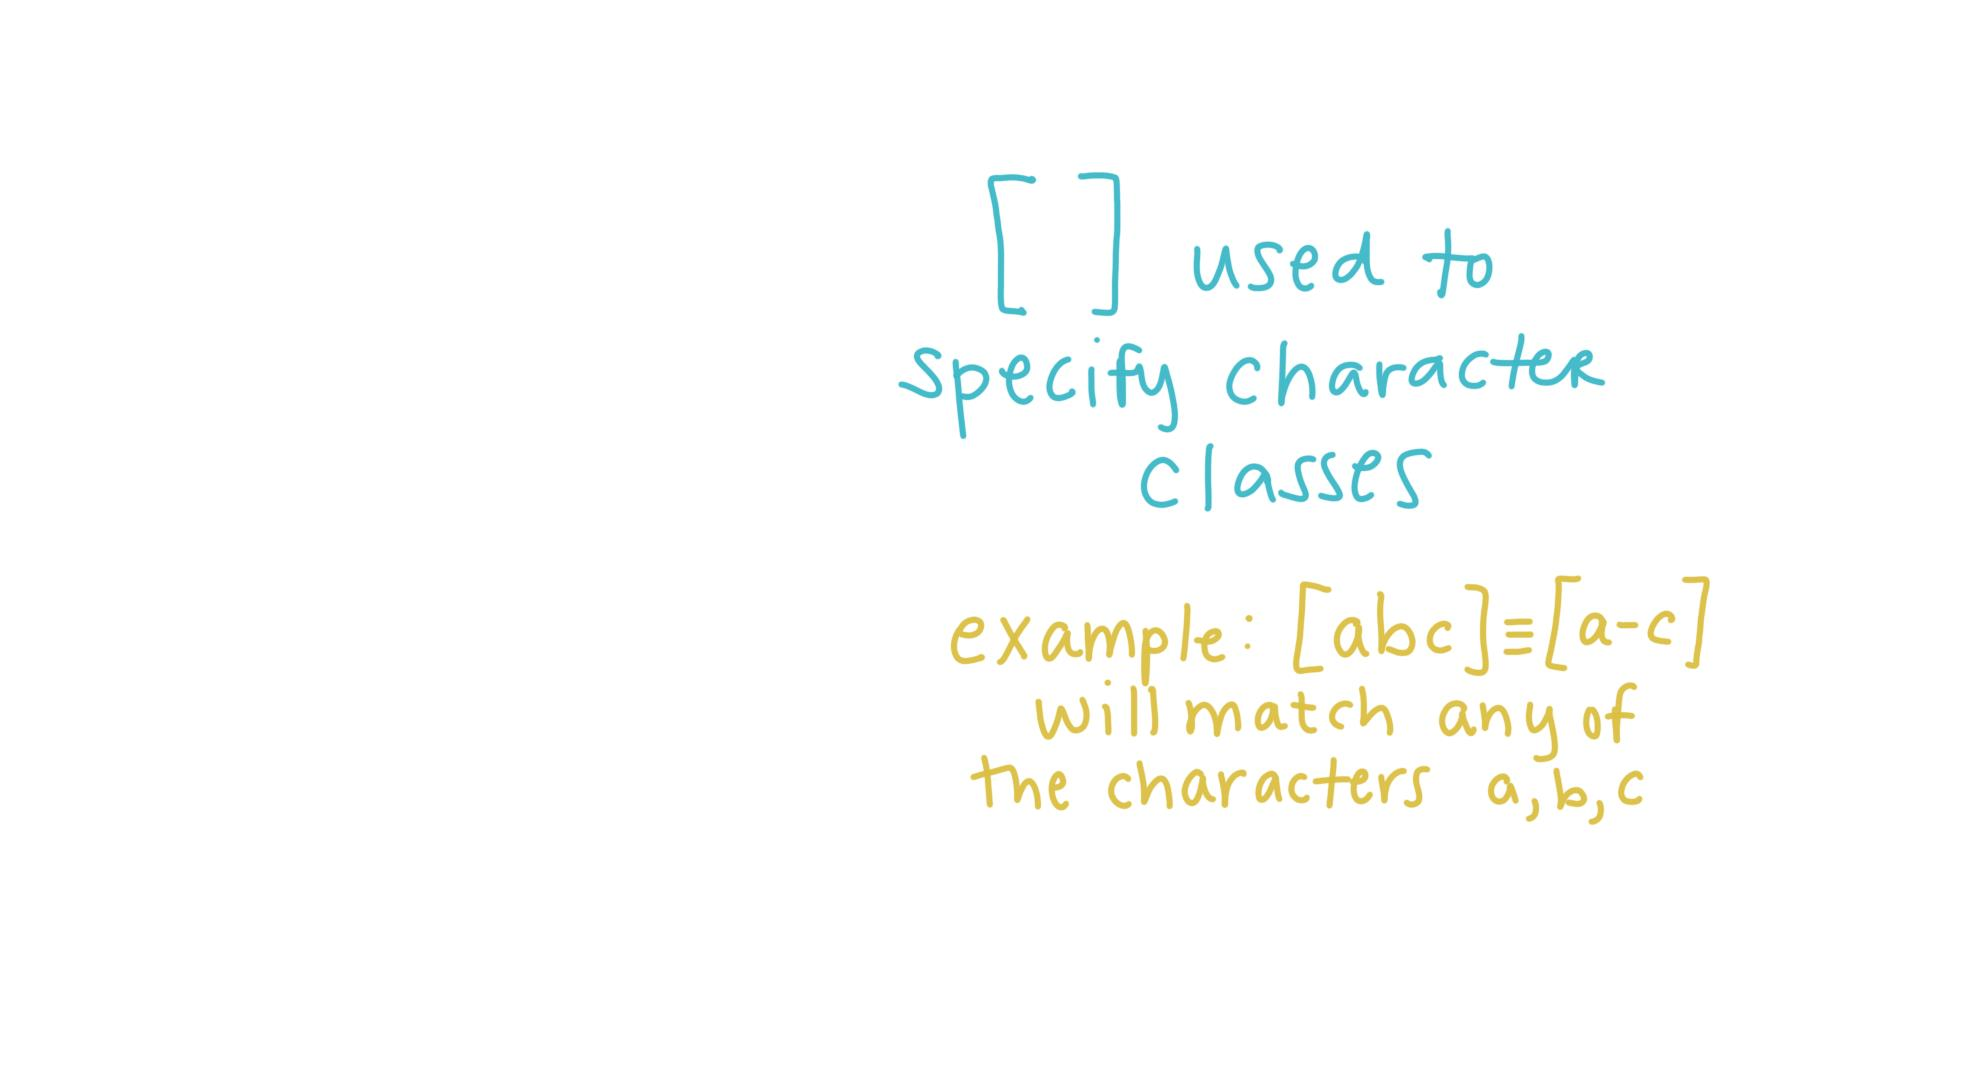 [ ] used to
specify character
classes
example: [abc]≡[a-c]
will match any of
the characters a,b,c